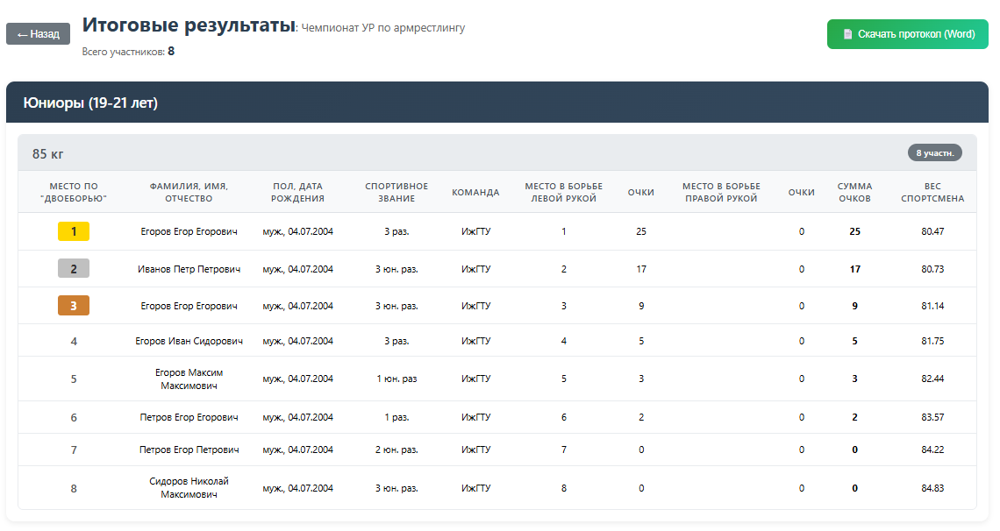 ← Назад
Итоговые результаты: Чемпионат УР по армрестлингу
Всего участников: 8
Скачать протокол (Word)
Юниоры (19-21 лет)
85 кг
8 участн.
МЕСТО ПО "ДВОЕБОРЬЮ" ФАМИЛИЯ, ИМЯ, ОТЧЕСТВО ПОЛ, ДАТА РОЖДЕНИЯ СПОРТИВНОЕ ЗВАНИЕ КОМАНДА МЕСТО В БОРЬБЕ ЛЕВОЙ РУКОЙ ОЧКИ МЕСТО В БОРЬБЕ ПРАВОЙ РУКОЙ ОЧКИ СУММА ОЧКОВ ВЕС СПОРТСМЕНА
1 Егоров Егор Егорович муж., 04.07.2004 3 раз. ИжГТУ 1 25 0 25 80.47
2 Иванов Петр Петрович муж., 04.07.2004 3 юн. раз. ИжГТУ 2 17 0 17 80.73
3 Егоров Егор Егорович муж., 04.07.2004 3 юн. раз. ИжГТУ 3 9 0 9 81.14
4 Егоров Иван Сидорович муж., 04.07.2004 3 раз. ИжГТУ 4 5 0 5 81.75
5 Егоров Максим Максимович муж., 04.07.2004 1 юн. раз ИжГТУ 5 3 0 3 82.44
6 Петров Егор Егорович муж., 04.07.2004 1 раз. ИжГТУ 6 2 0 2 83.57
7 Петров Егор Петрович муж., 04.07.2004 2 юн. раз. ИжГТУ 7 0 0 0 84.22
8 Сидоров Николай Максимович муж., 04.07.2004 3 юн. раз. ИжГТУ 8 0 0 0 84.83